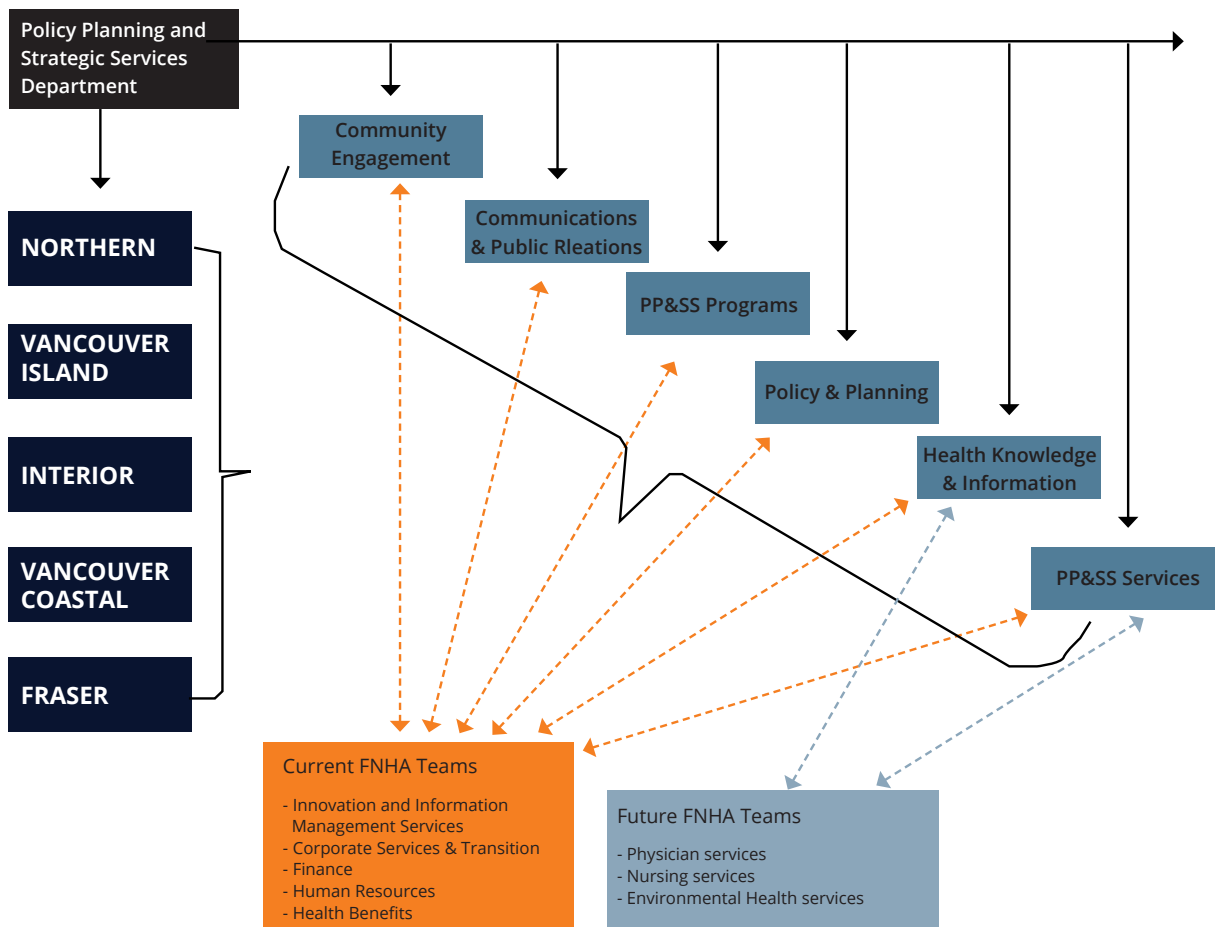 Policy Planning and
Strategic Services
Department
Community
Engagement
Communications
& Public Rleations
PP&SS Programs
Policy & Planning
Health Knowledge
& Information
PP&SS Services
NORTHERN
VANCOUVER
ISLAND
INTERIOR
VANCOUVER
COASTAL
FRASER
Current FNHA Teams
- Innovation and Information
Management Services
- Corporate Services & Transition
- Finance
- Human Resources
- Health Benefits
Future FNHA Teams
- Physician services
- Nursing services
- Environmental Health services